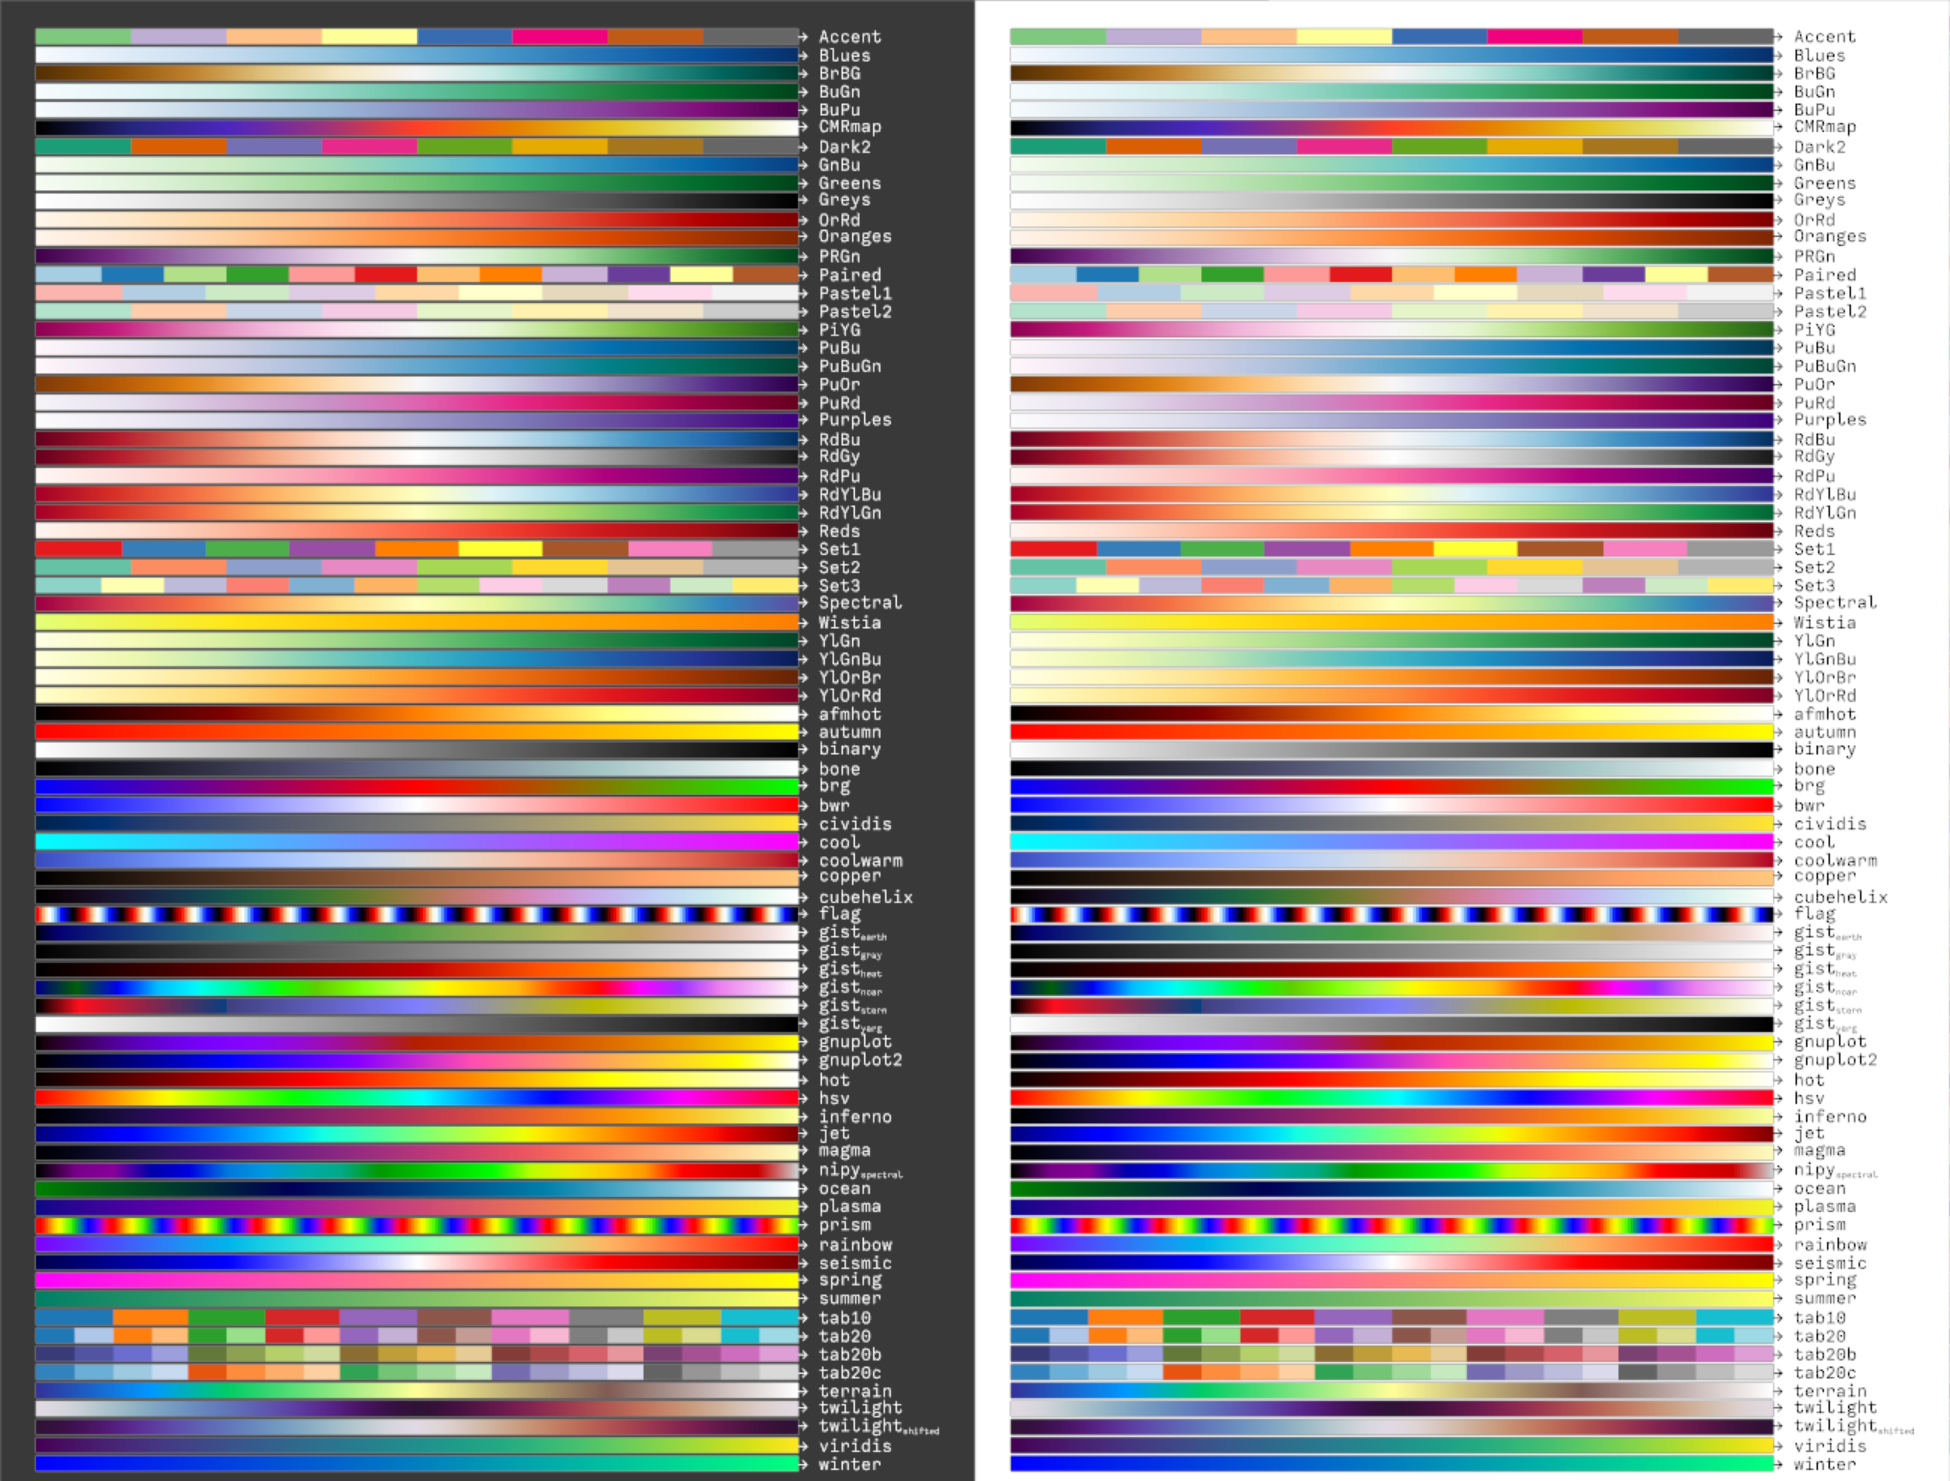 → Accent
→ Blues
→ BrBG
→ BuGn
→ BuPu
→ CMRmap
→ Dark2
→ GnBu
→ Greens
→ Greys
→ OrRd
→ Oranges
→ PRGn
→ Paired
→ Pastel1
→ Pastel2
→ PiYG
→ PuBu
→ PuBuGn
→ PuOr
→ PuRd
→ Purples
→ RdBu
→ RdGy
→ RdPu
→ RdYlBu
→ RdYlGn
→ Reds
→ Set1
→ Set2
→ Set3
→ Spectral
→ Wistia
→ YlGn
→ YlGnBu
→ YlOrBr
→ YlOrRd
→ afmhot
→ autumn
→ binary
→ bone
→ brg
→ bwr
→ cividis
→ cool
→ coolwarm
→ copper
→ cubehelix
→ flag
→ gist earth
→ gist gray
→ gist heat
→ gist ncar
→ gist stern
→ gist yarg
→ gnuplot
→ gnuplot2
→ hot
→ hsv
→ inferno
→ jet
→ magma
→ nipy spectral
→ ocean
→ plasma
→ prism
→ rainbow
→ seismic
→ spring
→ summer
→ tab10
→ tab20
→ tab20b
→ tab20c
→ terrain
→ twilight
→ twilight shifted
→ viridis
→ winter
→ Accent
→ Blues
→ BrBG
→ BuGn
→ BuPu
→ CMRmap
→ Dark2
→ GnBu
→ Greens
→ Greys
→ OrRd
→ Oranges
→ PRGn
→ Paired
→ Pastel1
→ Pastel2
→ PiYG
→ PuBu
→ PuBuGn
→ PuOr
→ PuRd
→ Purples
→ RdBu
→ RdGy
→ RdPu
→ RdYlBu
→ RdYlGn
→ Reds
→ Set1
→ Set2
→ Set3
→ Spectral
→ Wistia
→ YlGn
→ YlGnBu
→ YlOrBr
→ YlOrRd
→ afmhot
→ autumn
→ binary
→ bone
→ brg
→ bwr
→ cividis
→ cool
→ coolwarm
→ copper
→ cubehelix
→ flag
→ gist earth
→ gist gray
→ gist heat
→ gist ncar
→ gist stern
→ gist yarg
→ gnuplot
→ gnuplot2
→ hot
→ hsv
→ inferno
→ jet
→ magma
→ nipy spectral
→ ocean
→ plasma
→ prism
→ rainbow
→ seismic
→ spring
→ summer
→ tab10
→ tab20
→ tab20b
→ tab20c
→ terrain
→ twilight
→ twilight shifted
→ viridis
→ winter